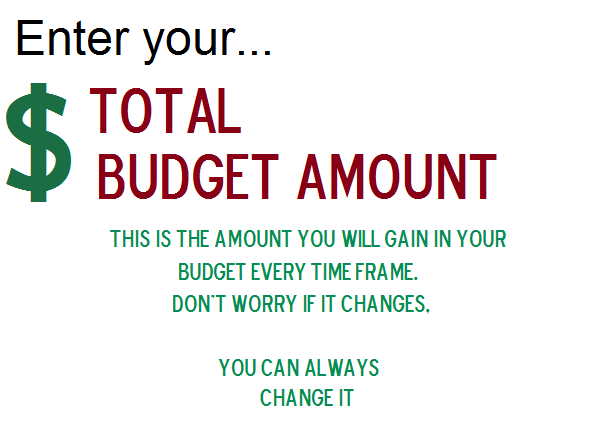 Enter your...
$ TOTAL
BUDGET AMOUNT
THIS IS THE AMOUNT YOU WILL GAIN IN YOUR
BUDGET EVERY TIME FRAME.
DON'T WORRY IF IT CHANGES,
YOU CAN ALWAYS
CHANGE IT